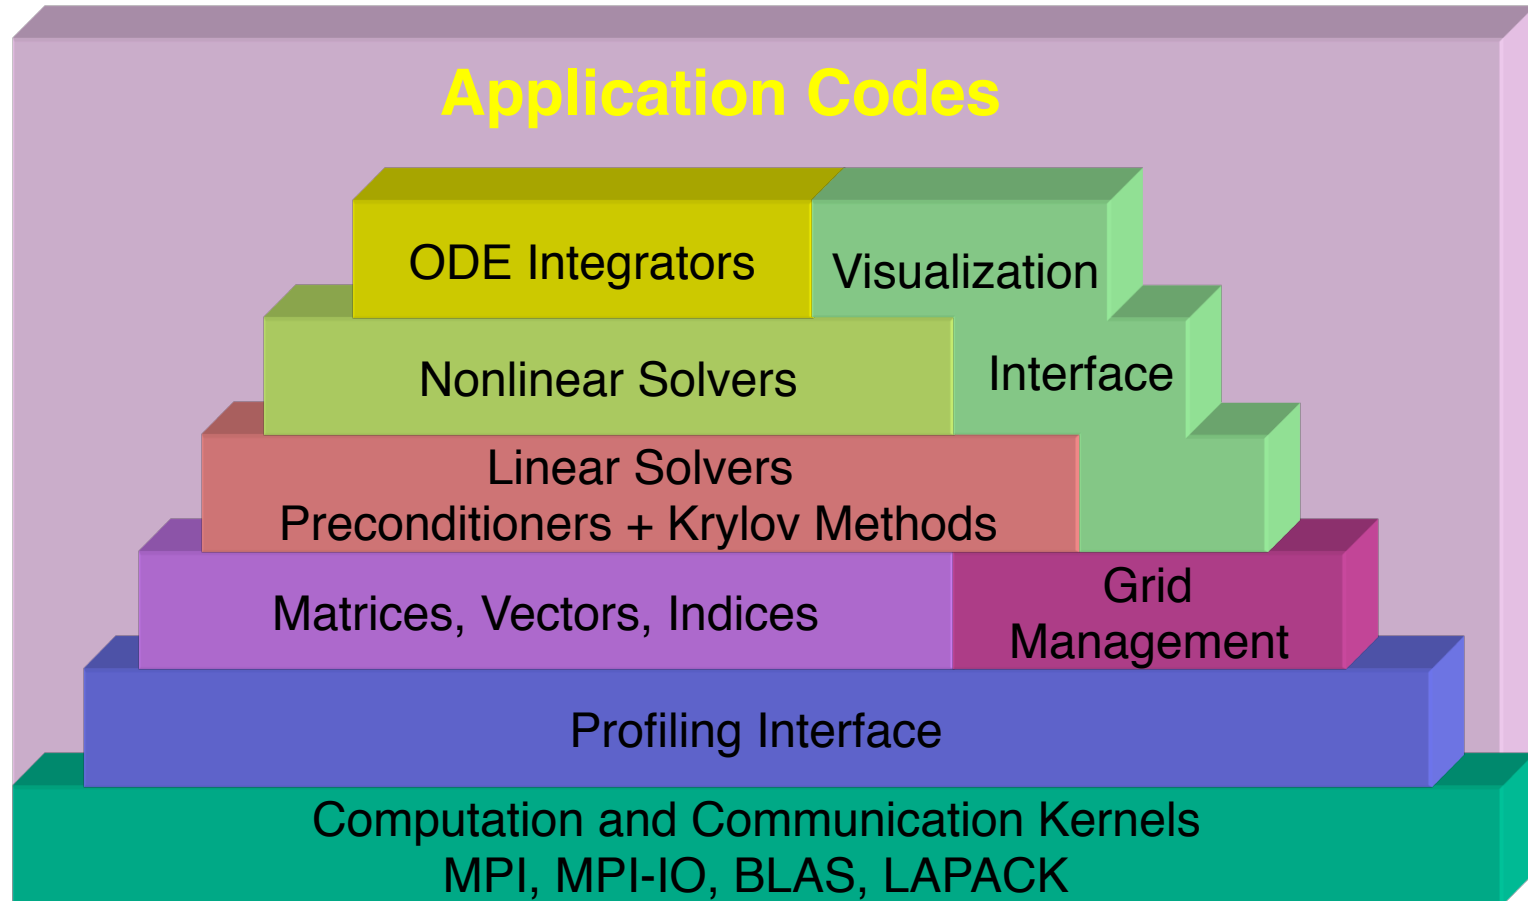 Application Codes
ODE Integrators
Visualization
Nonlinear Solvers
Interface
Linear Solvers
Preconditioners + Krylov Methods
Matrices, Vectors, Indices
Grid
Management
Profiling Interface
Computation and Communication Kernels
MPI, MPI-IO, BLAS, LAPACK